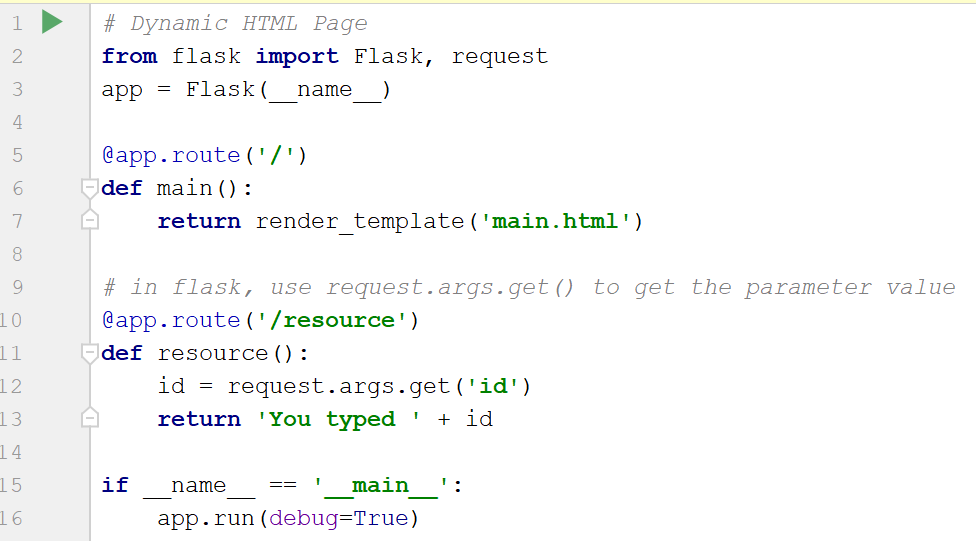 1 # Dynamic HTML Page
2 from flask import Flask, request
3 app = Flask(__name__)
4
5 @app.route('/')
6 def main():
7     return render_template('main.html')
8
9 # in flask, use request.args.get() to get the parameter value
10 @app.route('/resource')
11 def resource():
12     id = request.args.get('id')
13     return 'You typed ' + id
14
15 if __name__ == '__main__':
16     app.run(debug=True)